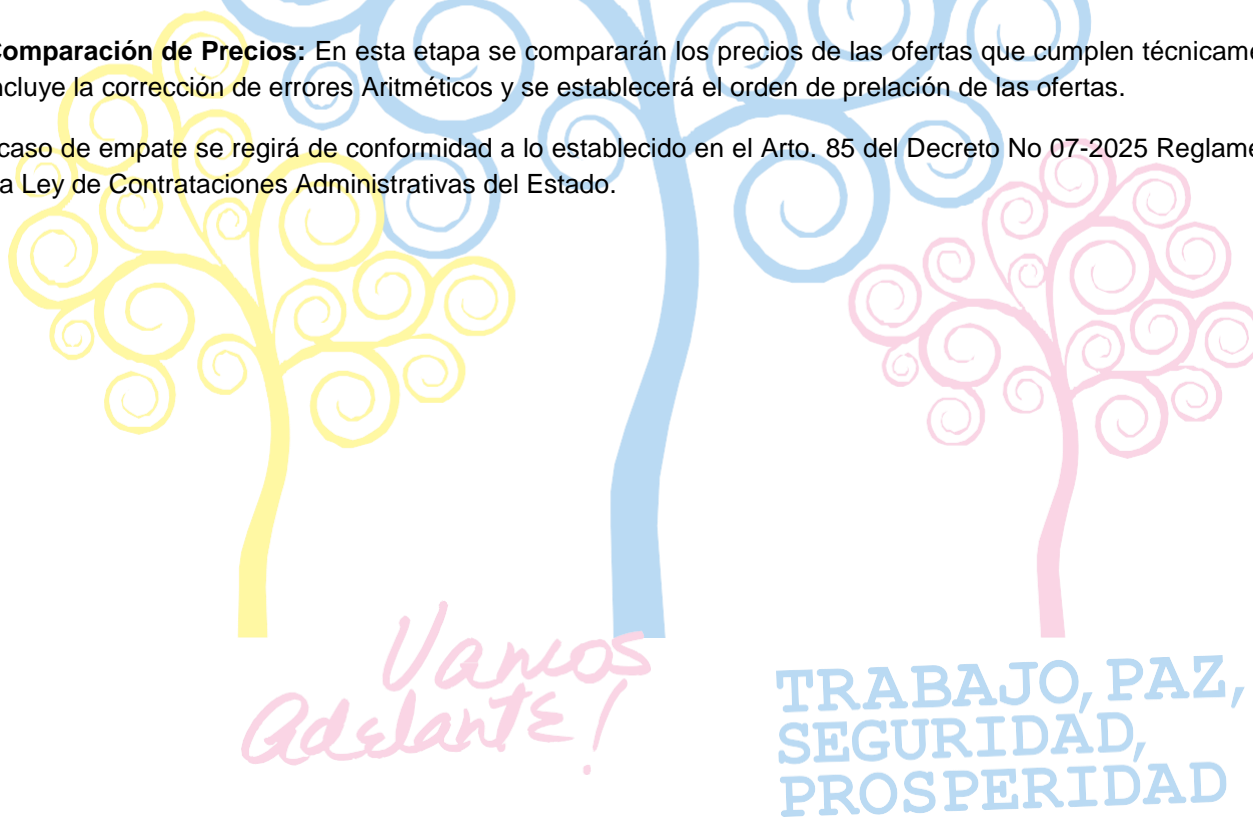 omparación de Precios: En esta etapa se compararán los precios de las ofertas que cumplen técnicame
ncluye la corrección de errores Aritméticos y se establecerá el orden de prelación de las ofertas.
caso de empate se regirá de conformidad a lo establecido en el Arto. 85 del Decreto No 07-2025 Reglame
a Ley de Contrataciones Administrativas del Estado.
Vamos
adelante!
TRABAJO, PAZ,
SEGURIDAD,
PROSPERIDAD